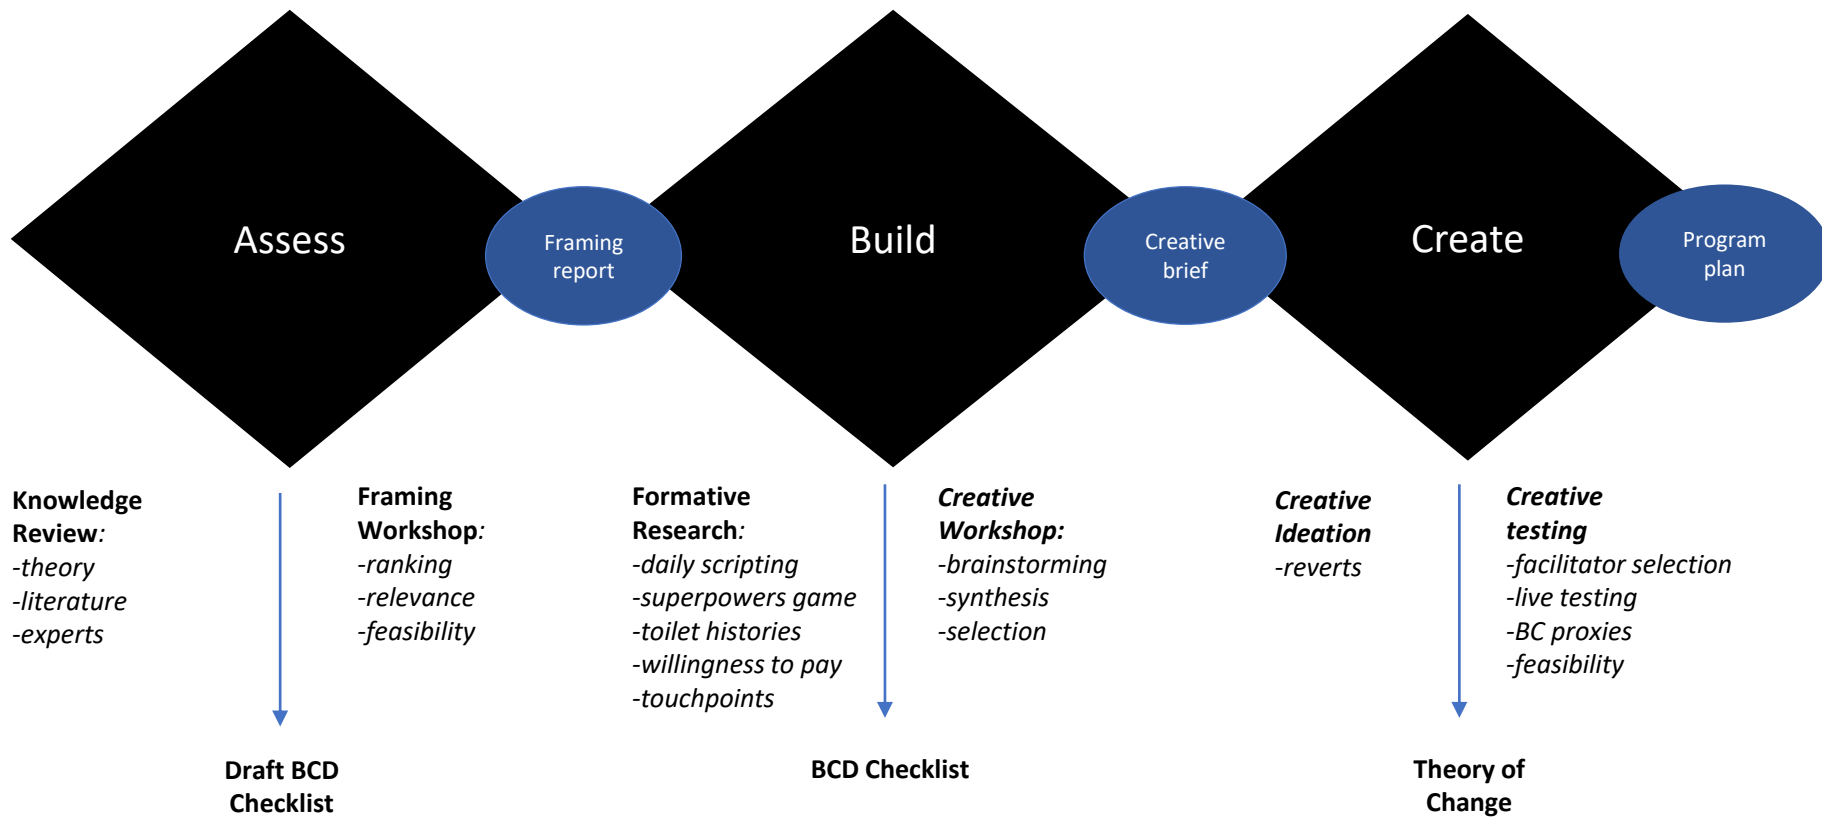 Assess
Framing
report
Build
Creative
brief
Create
Program
plan
Knowledge
Review:
-theory
-literature
-experts
Framing
Workshop:
-ranking
-relevance
-feasibility
Formative
Research:
-daily scripting
-superpowers game
-toilet histories
-willingness to pay
-touchpoints
Creative
Workshop:
-brainstorming
-synthesis
-selection
Creative
Ideation
-reverts
Creative
testing
-facilitator selection
-live testing
-BC proxies
-feasibility
Draft BCD
Checklist
BCD Checklist
Theory of
Change